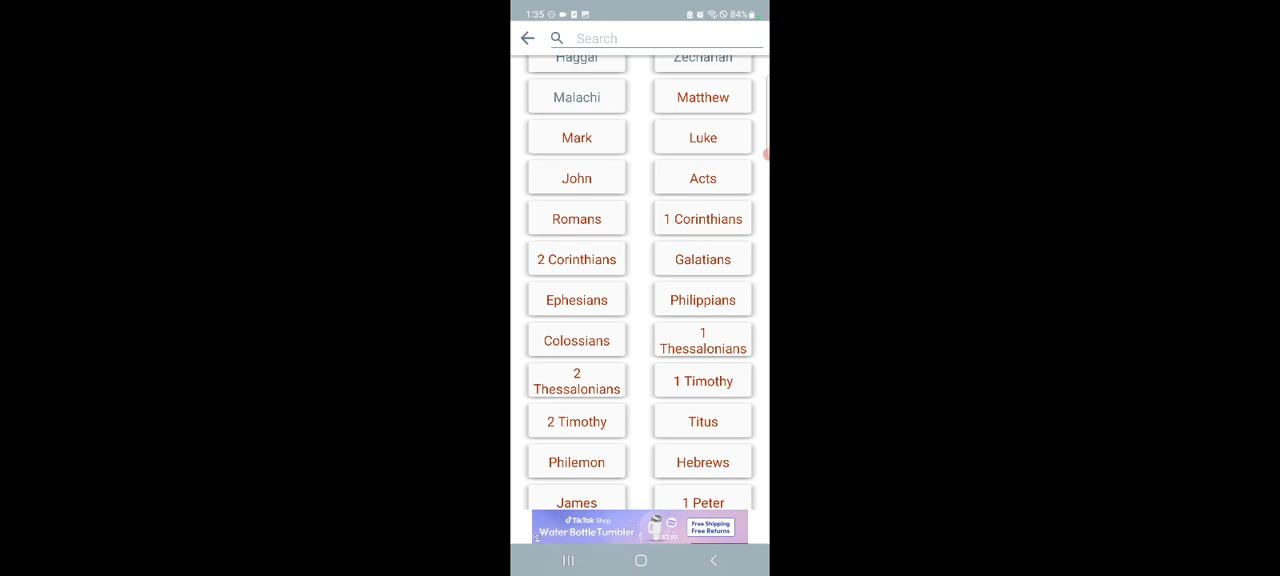 1:35
84%
Search
Haggai
Zechariah
Malachi
Matthew
Mark
Luke
John
Acts
Romans
1 Corinthians
2 Corinthians
Galatians
Ephesians
Philippians
Colossians
1
Thessalonians
2
Thessalonians
1 Timothy
2 Timothy
Titus
Philemon
Hebrews
James
1 Peter
TikTok Shop
Water Bottle Tumbler
Free Shipping
Free Returns